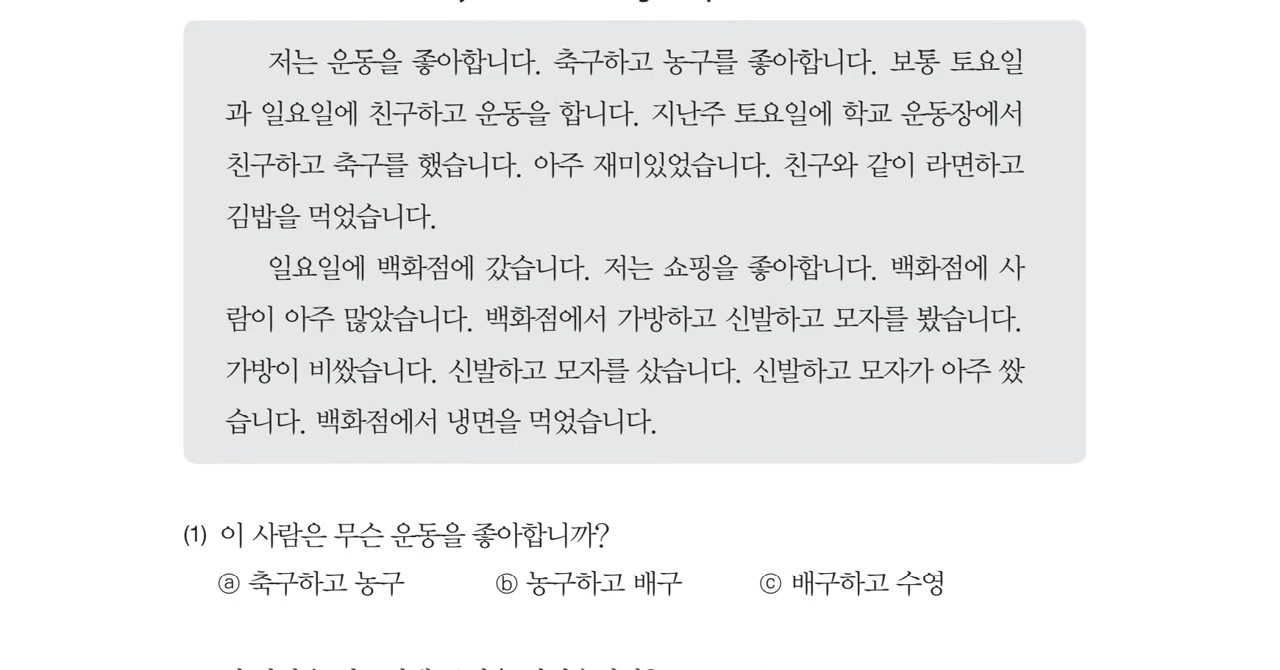 저는 운동을 좋아합니다. 축구하고 농구를 좋아합니다. 보통 토요일
과 일요일에 친구하고 운동을 합니다. 지난주 토요일에 학교 운동장에서
친구하고 축구를 했습니다. 아주 재미있었습니다. 친구와 같이 라면하고
김밥을 먹었습니다.
일요일에 백화점에 갔습니다. 저는 쇼핑을 좋아합니다. 백화점에 사
람이 아주 많았습니다. 백화점에서 가방하고 신발하고 모자를 봤습니다.
가방이 비쌌습니다. 신발하고 모자를 샀습니다. 신발하고 모자가 아주 쌌
습니다. 백화점에서 냉면을 먹었습니다.
(1) 이 사람은 무슨 운동을 좋아합니까?
ⓐ 축구하고 농구 ⓑ 농구하고 배구 ⓒ 배구하고 수영